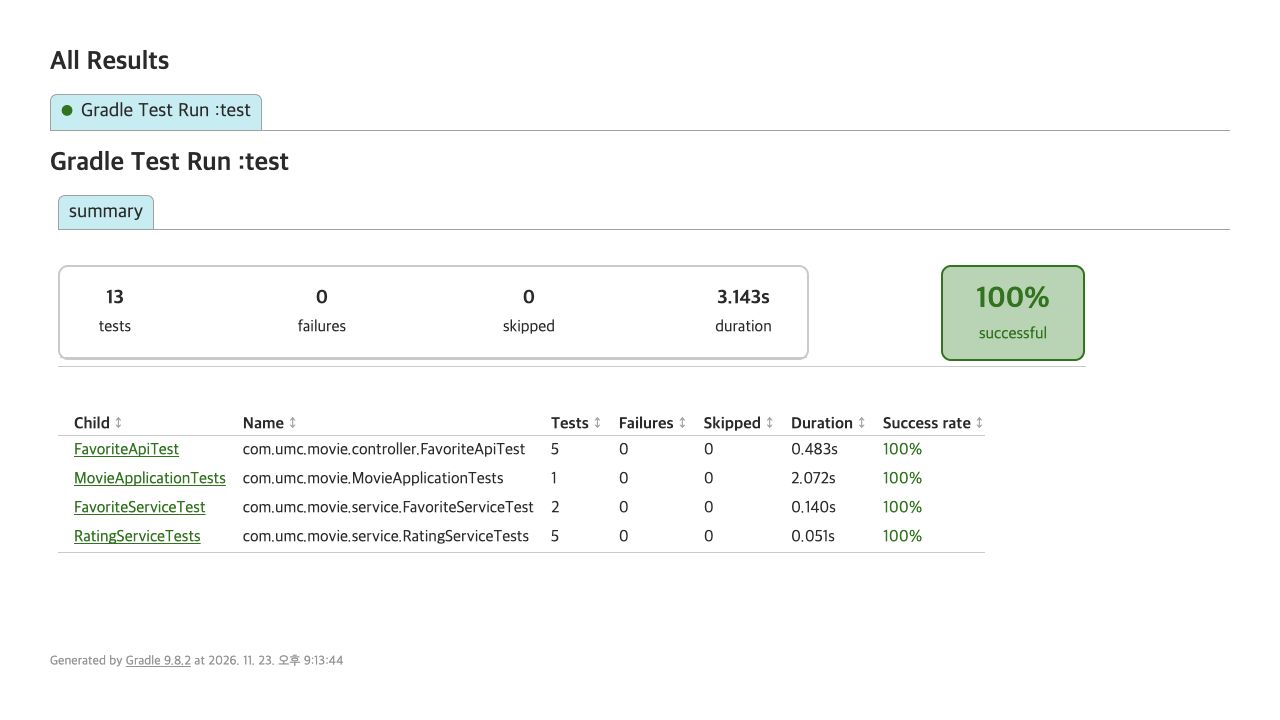 All Results
Gradle Test Run :test
Gradle Test Run :test
summary
13 0 0 3.143s
tests failures skipped duration
100%
successful
Child Name Tests Failures Skipped Duration Success rate
FavoriteApiTest com.umc.movie.controller.FavoriteApiTest 5 0 0 0.483s 100%
MovieApplicationTests com.umc.movie.MovieApplicationTests 1 0 0 2.072s 100%
FavoriteServiceTest com.umc.movie.service.FavoriteServiceTest 2 0 0 0.140s 100%
RatingServiceTests com.umc.movie.service.RatingServiceTests 5 0 0 0.051s 100%
Generated by Gradle 9.8.2 at 2026. 11. 23. 오후 9:13:44